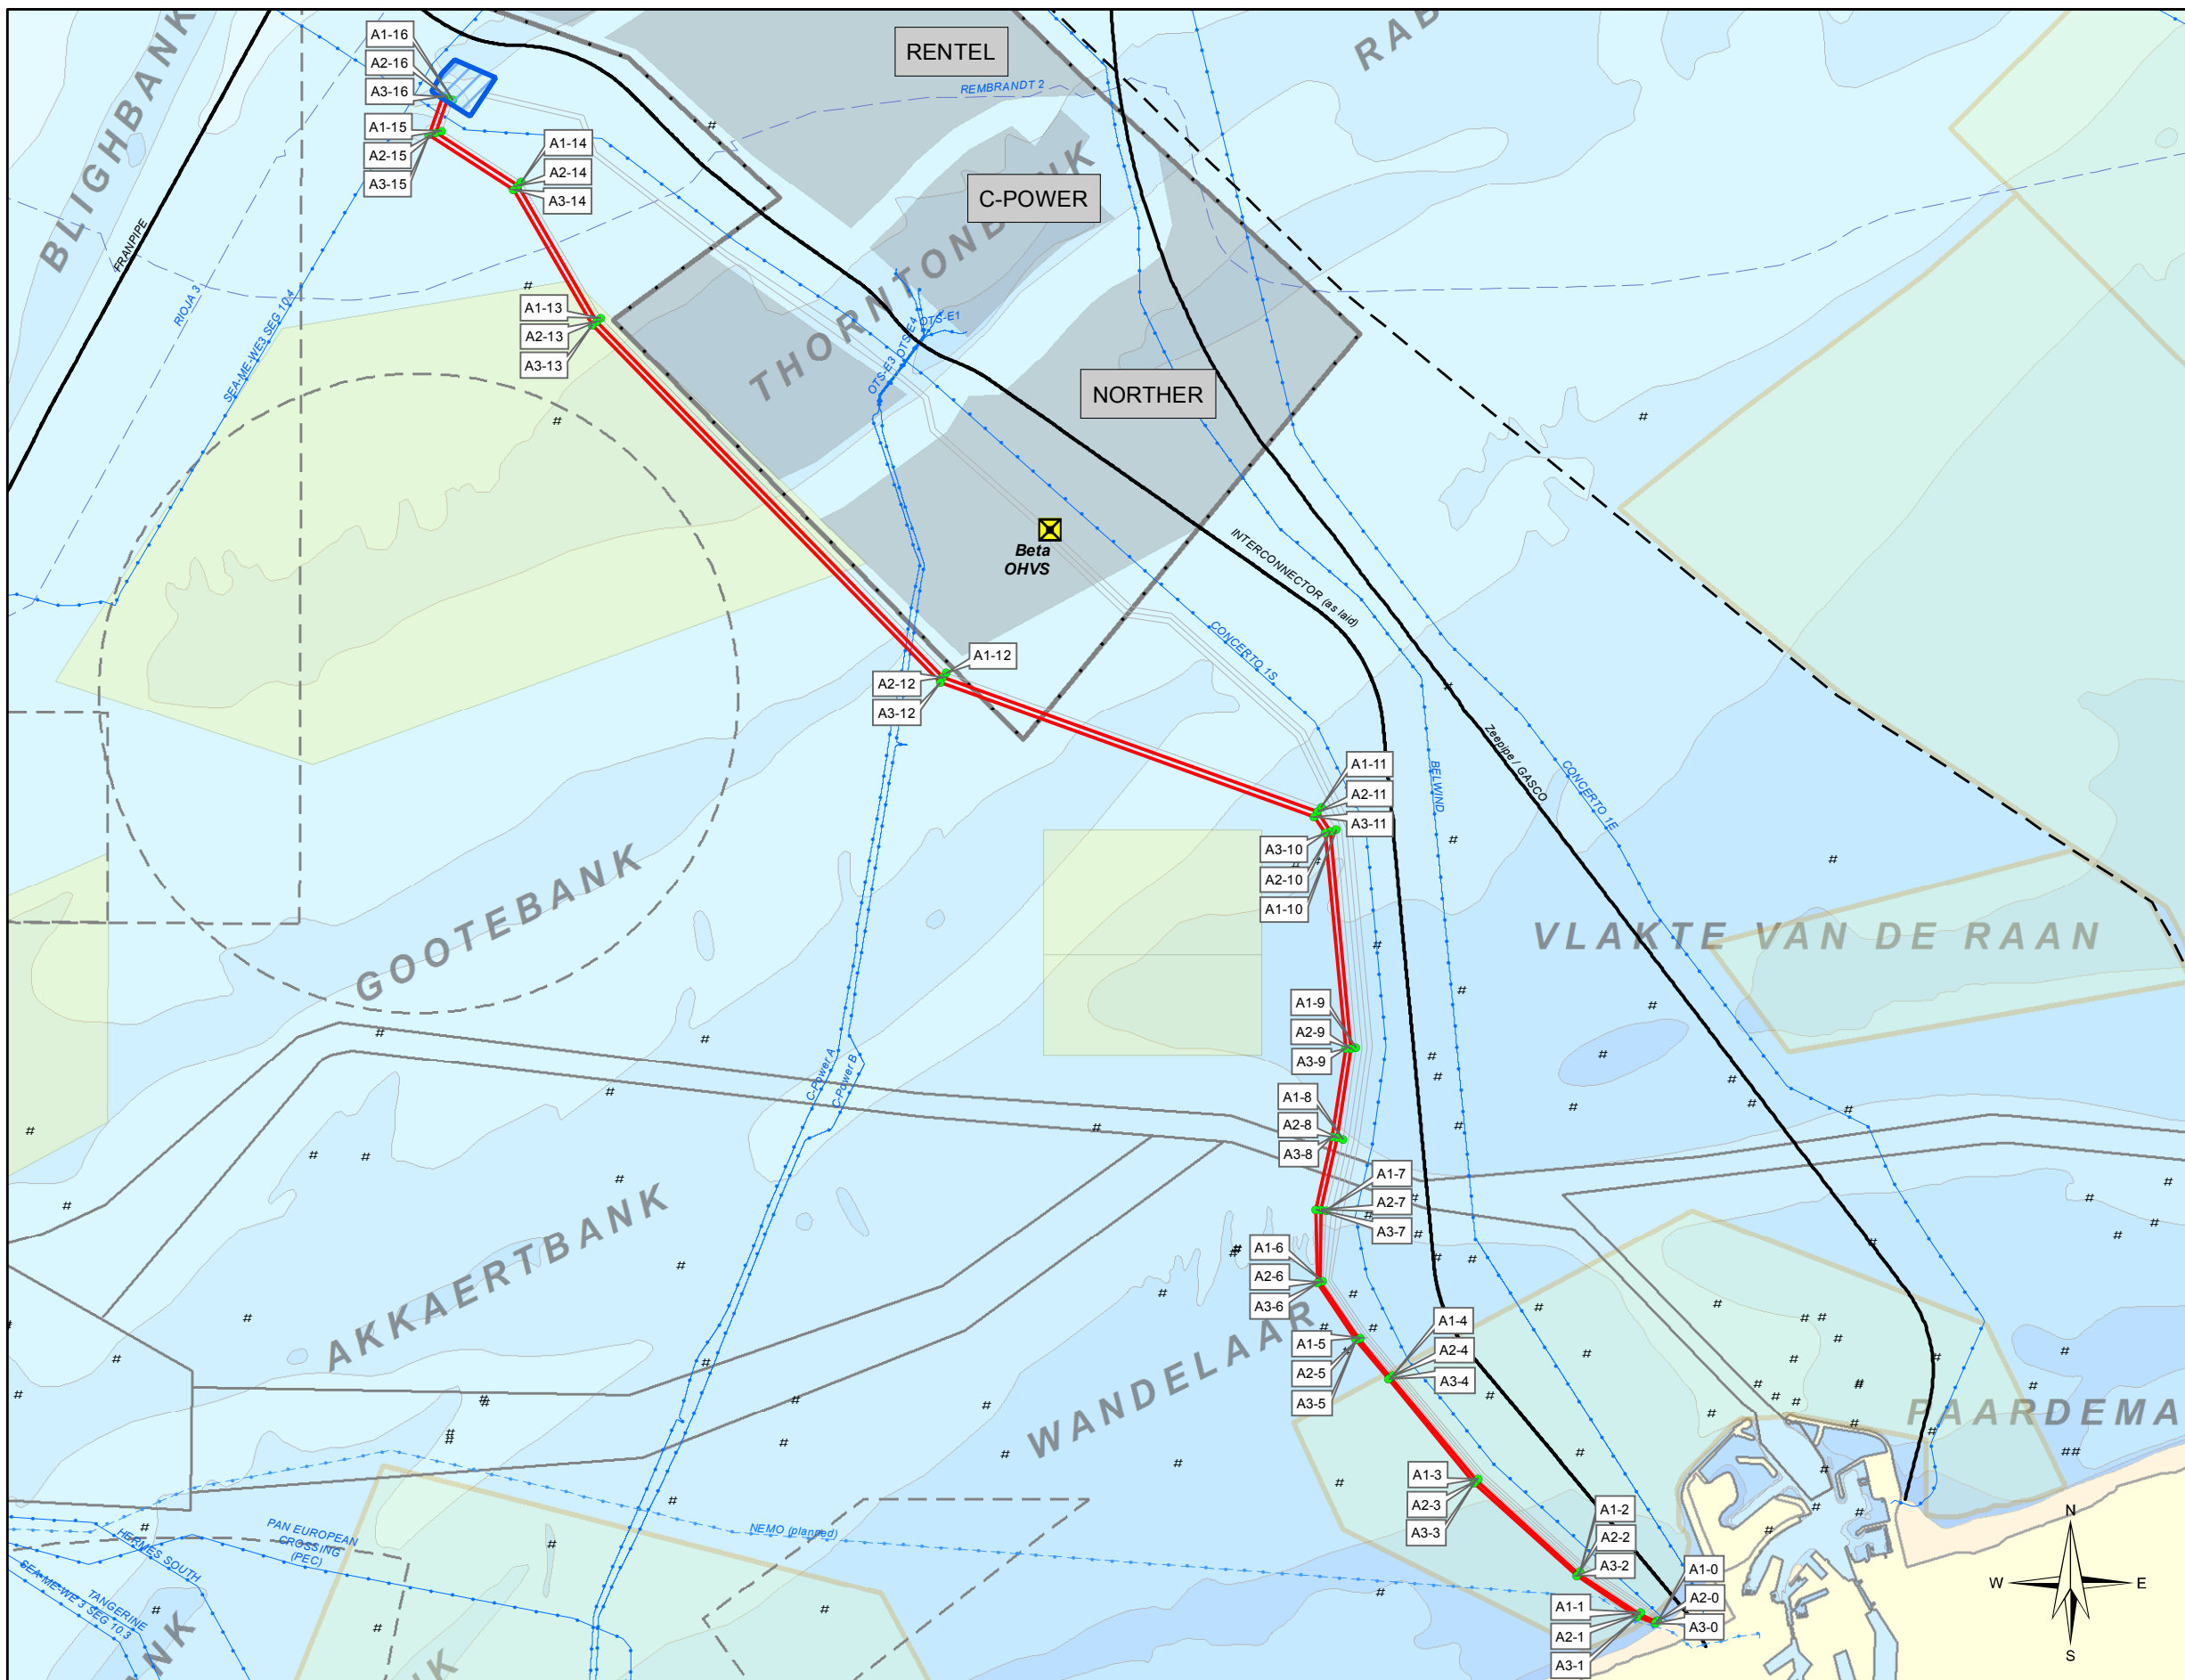 A1-16
A2-16
A3-16
A1-15
A2-15
A3-15
A1-14
A2-14
A3-14
RENTEL
REMBRANDT 2
C-POWER
BLIGHBANK
FRANPIPE
RIOJA 3
SEA-ME-WE3 SEG 10.4
A1-13
A2-13
A3-13
THORNTONBANK
OTS-E1
OTS-E4
OTS-E3
NORTHER
Beta
OHVS
INTERCONNECTOR (as laid)
CONCERTO 1S
A1-12
A2-12
A3-12
A1-11
A2-11
A3-11
A3-10
A2-10
A1-10
BELWIND
Zeepipe / GASCO
CONCERTO 1E
GOOTEBANK
VLAKTE VAN DE RAAN
A1-9
A2-9
A3-9
C-Power A
C-Power B
A1-8
A2-8
A3-8
A1-7
A2-7
A3-7
AKKAERTBANK
A1-6
A2-6
A3-6
WANDELAAR
A1-5
A2-5
A3-5
A1-4
A2-4
A3-4
PAARDEMA
A1-3
A2-3
A3-3
A1-2
A2-2
A3-2
NEMO (planned)
PAN EUROPEAN
CROSSING
(PEC)
HERMES SOUTH
TANGERINE
SEA-ME-WE 3 SEG 10.3
A1-0
A2-0
A3-0
A1-1
A2-1
A3-1
N
W
E
S